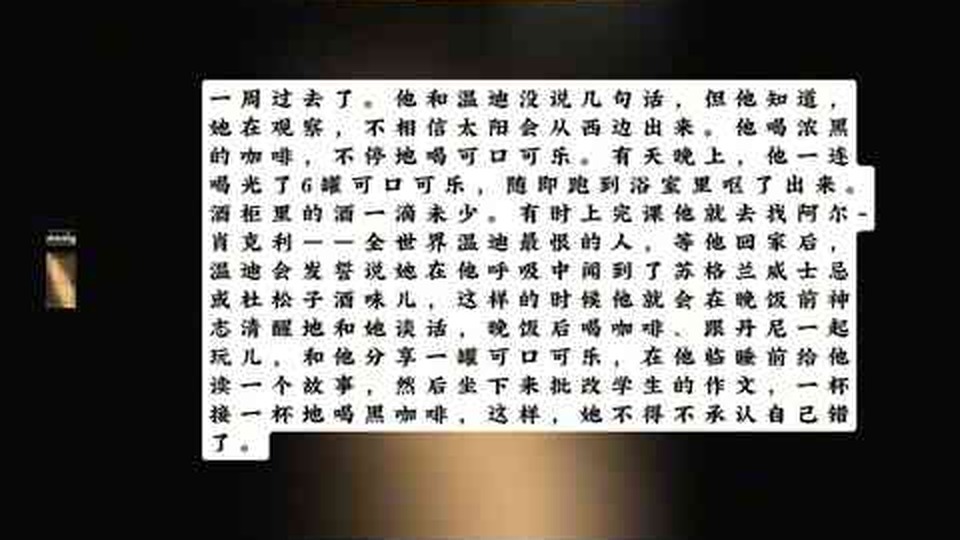 一周过去了。他和温迪没说几句话，但他知道，
她在观察，不相信太阳会从西边出来。他喝浓黑
的咖啡，不停地喝可口可乐。有天晚上，他一连
喝光了6罐可口可乐，随即跑到浴室里呕了出来。
酒柜里的酒一滴未少。有时上完课他就去找阿尔-
肖克利——全世界温迪最恨的人，等他回家后，
温迪会发誓说她在他呼吸中闻到了苏格兰威士忌
或杜松子酒味儿，这样的时候他就会在晚饭前神
志清醒地和她谈话，晚饭后喝咖啡、跟丹尼一起
玩儿，和他分享一罐可口可乐，在他临睡前给他
读一个故事，然后坐下来批改学生的作文，一杯
接一杯地喝黑咖啡，这样，她不得不承认自己错
了。